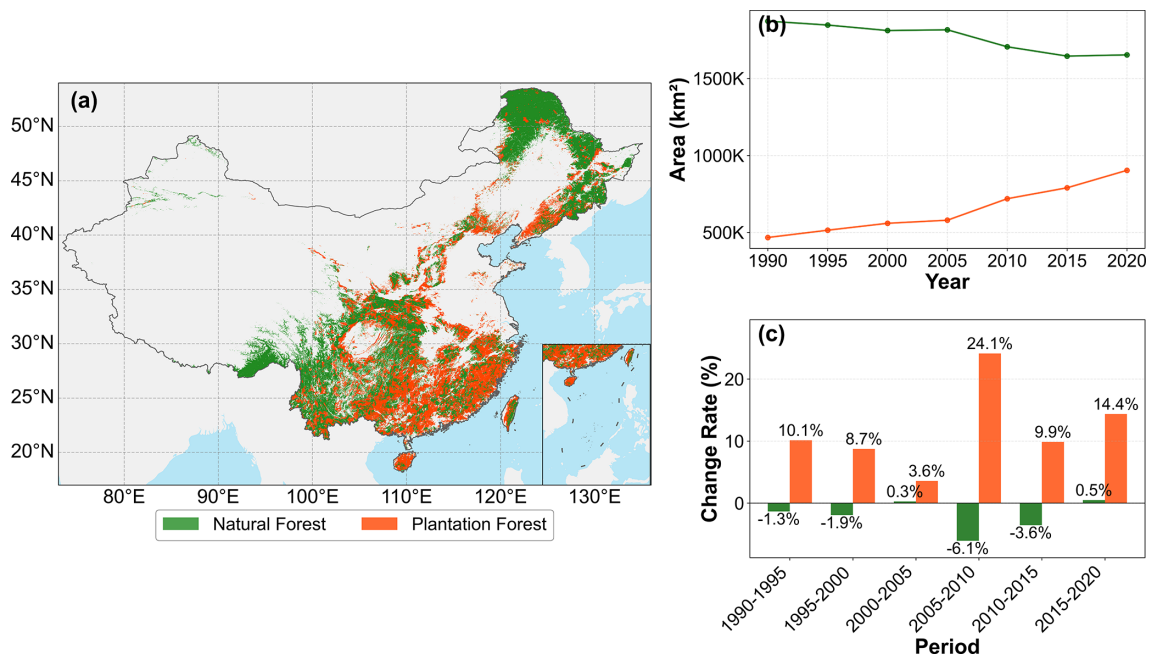 (a)
50°N
45°N
40°N
35°N
30°N
25°N
20°N
80°E
90°E
100°E
110°E
120°E
130°E
Natural Forest
Plantation Forest
(b)
Area (km²)
1500K
1000K
500K
1990
1995
2000
2005
2010
2015
2020
Year
(c)
Change Rate (%)
20
10
0
-1.3%
10.1%
-1.9%
8.7%
0.3%
3.6%
-6.1%
24.1%
-3.6%
9.9%
0.5%
14.4%
1990-1995
1995-2000
2000-2005
2005-2010
2010-2015
2015-2020
Period